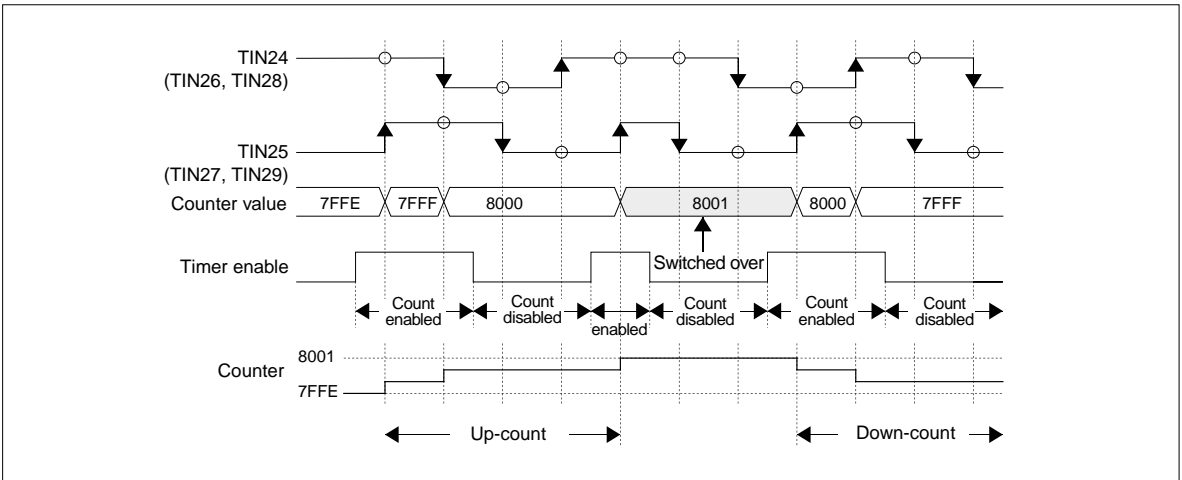 TIN24
(TIN26, TIN28)
TIN25
(TIN27, TIN29)
Counter value
7FFE
7FFF
8000
8001
8000
7FFF
Timer enable
Switched over
Count
enabled
Count
disabled
enabled
Count
disabled
Count
enabled
Count
disabled
Counter
8001
7FFE
Up-count
Down-count